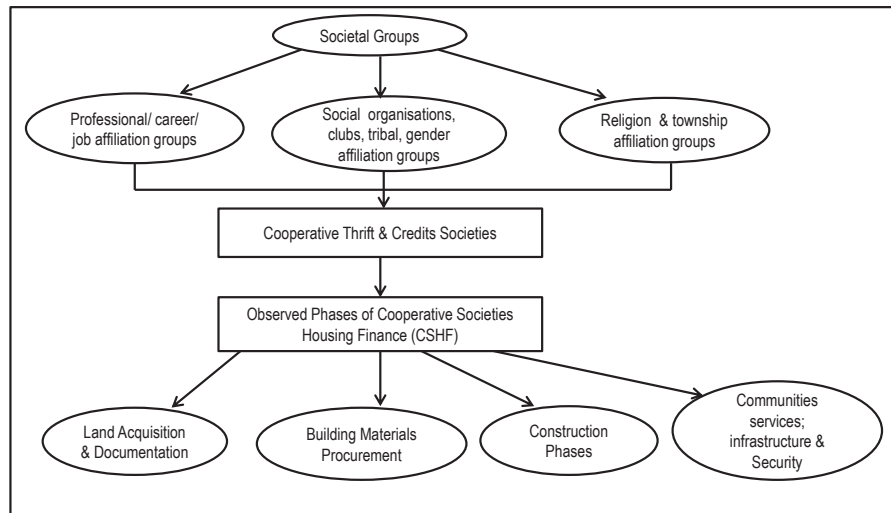 Societal Groups
Professional/ career/
job affiliation groups
Social organisations,
clubs, tribal, gender
affiliation groups
Religion & township
affiliation groups
Cooperative Thrift & Credits Societies
Observed Phases of Cooperative Societies
Housing Finance (CSHF)
Land Acquisition
& Documentation
Building Materials
Procurement
Construction
Phases
Communities
services;
infrastructure &
Security